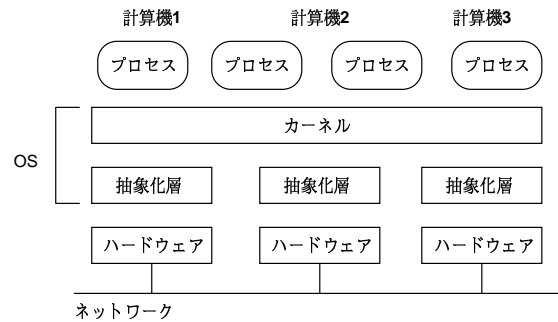 計算機1 計算機2 計算機3
プロセス プロセス プロセス プロセス
カーネル
OS
抽象化層 抽象化層 抽象化層
ハードウェア ハードウェア ハードウェア
ネットワーク